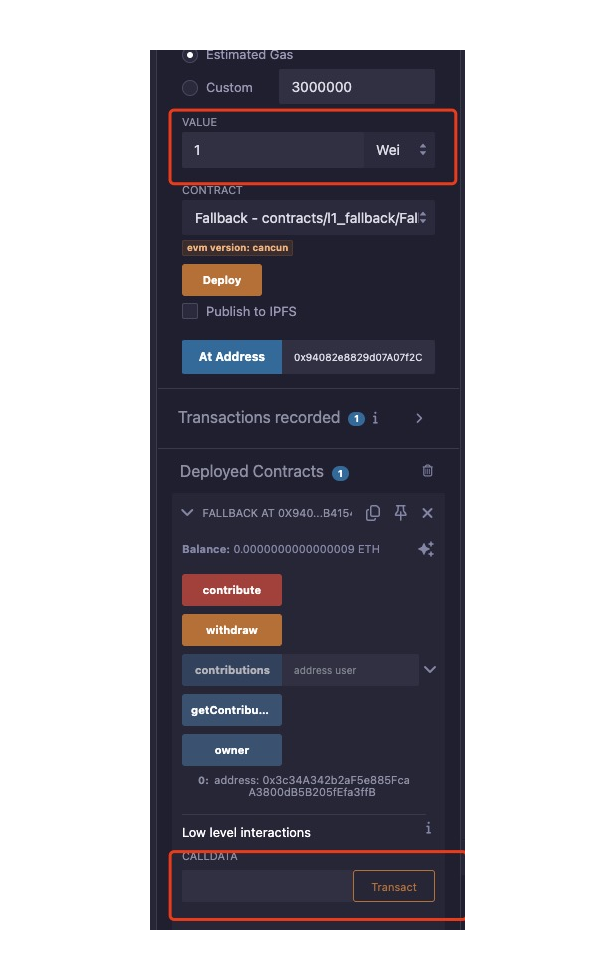 Estimated Gas
Custom 3000000
VALUE
1 Wei
CONTRACT
Fallback - contracts/l1_fallback/Fal
evm version: cancun
Deploy
Publish to IPFS
At Address 0x94082e8829d07A07f2C
Transactions recorded 1 i
Deployed Contracts 1
FALLBACK AT 0X940...B4154
Balance: 0.0000000000000009 ETH
contribute
withdraw
contributions address user
getContribu...
owner
0: address: 0x3c34A342b2aF5e885Fca
A3800dB5B205fEfa3ffB
Low level interactions i
CALLDATA
Transact